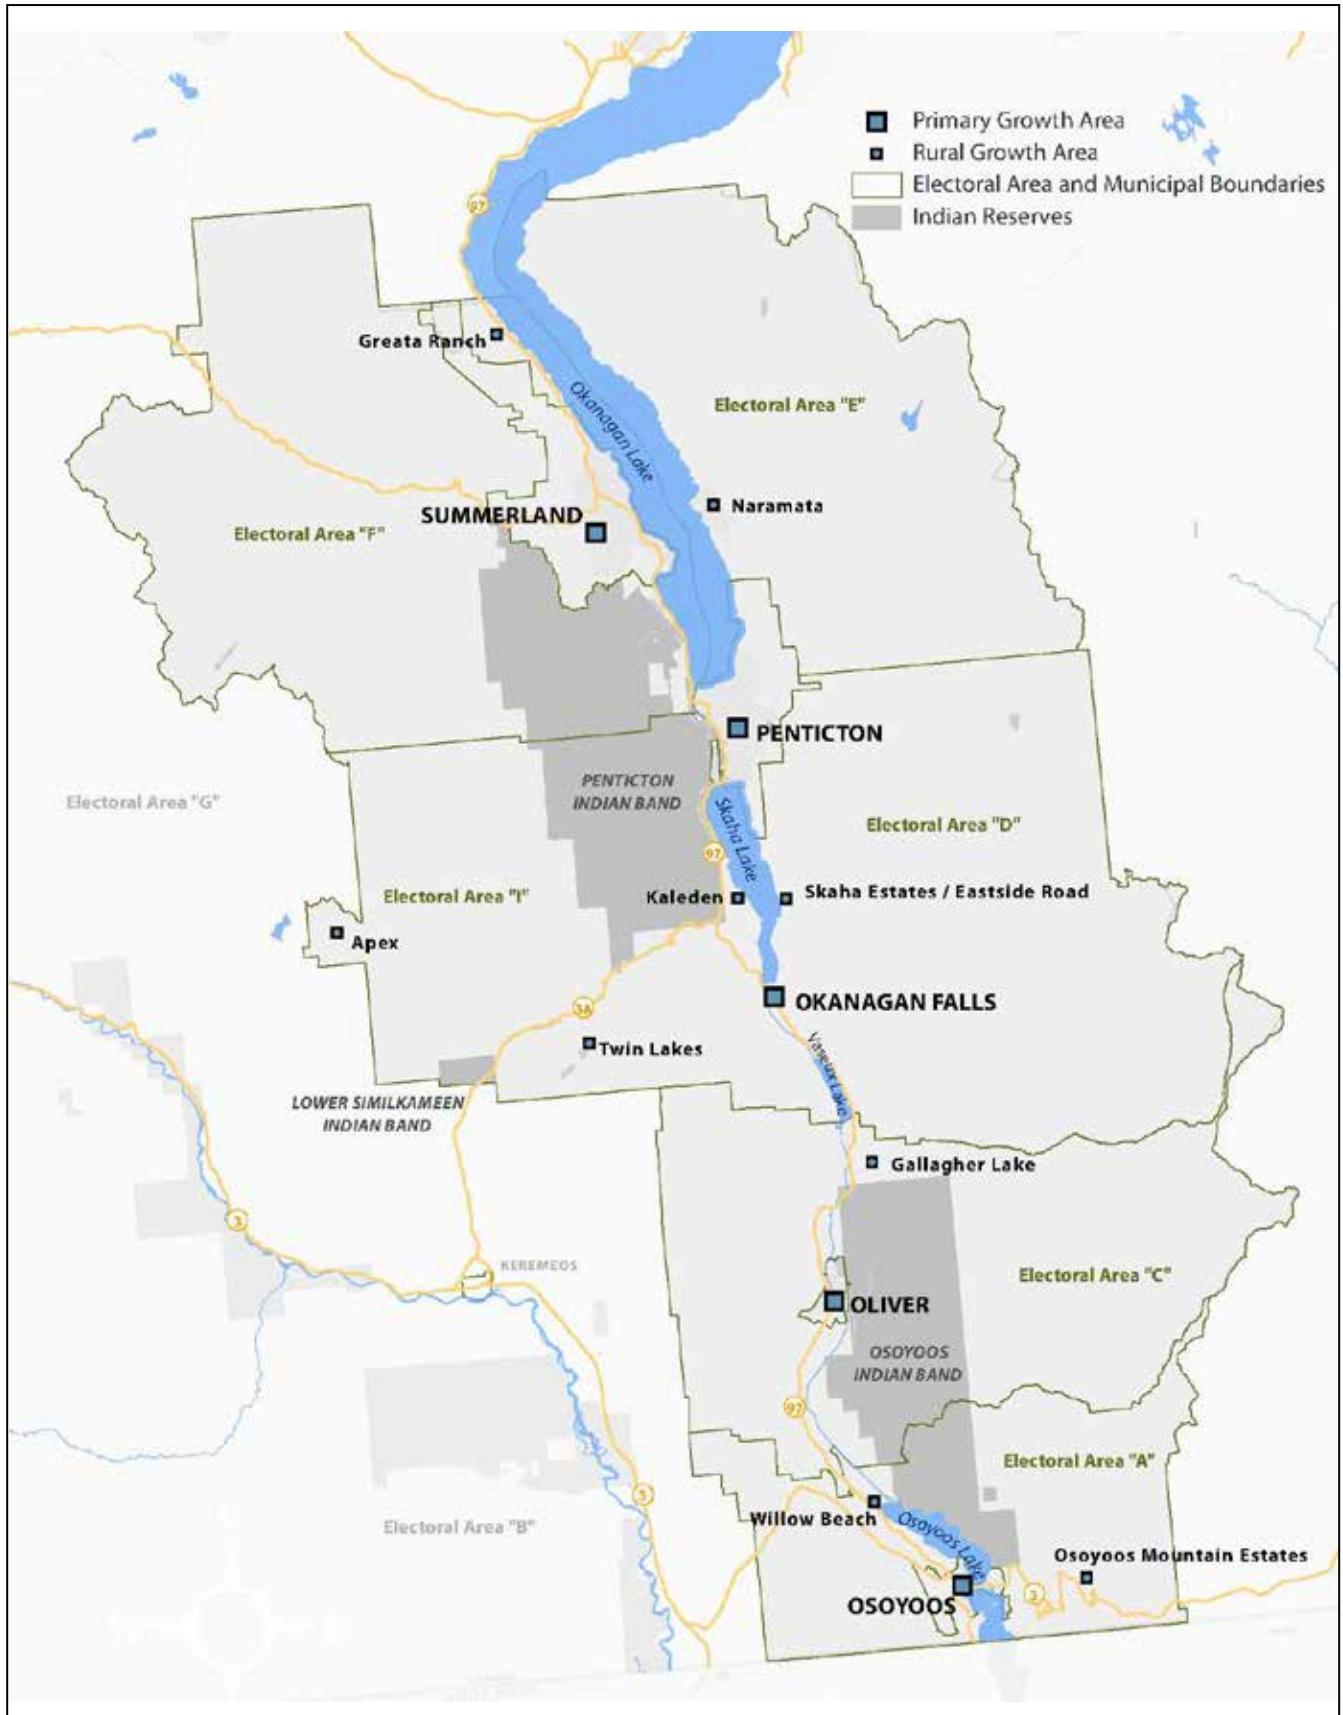 Primary Growth Area
Rural Growth Area
Electoral Area and Municipal Boundaries
Indian Reserves
97
Greata Ranch
Okanagan Lake
Electoral Area "E"
Naramata
SUMMERLAND
Electoral Area "F"
PENTICTON
PENTICTON
INDIAN BAND
Electoral Area "G"
Skaha Lake
Electoral Area "D"
97
Electoral Area "I"
Kaleden
Skaha Estates / Eastside Road
Apex
OKANAGAN FALLS
3A
Twin Lakes
Vaseux Lake
LOWER SIMILKAMEEN
INDIAN BAND
Gallagher Lake
3
KEREMEOS
Electoral Area "C"
OLIVER
OSOYOOS
INDIAN BAND
97
Electoral Area "A"
3
Willow Beach
Osoyoos Lake
Electoral Area "B"
Osoyoos Mountain Estates
3
OSOYOOS